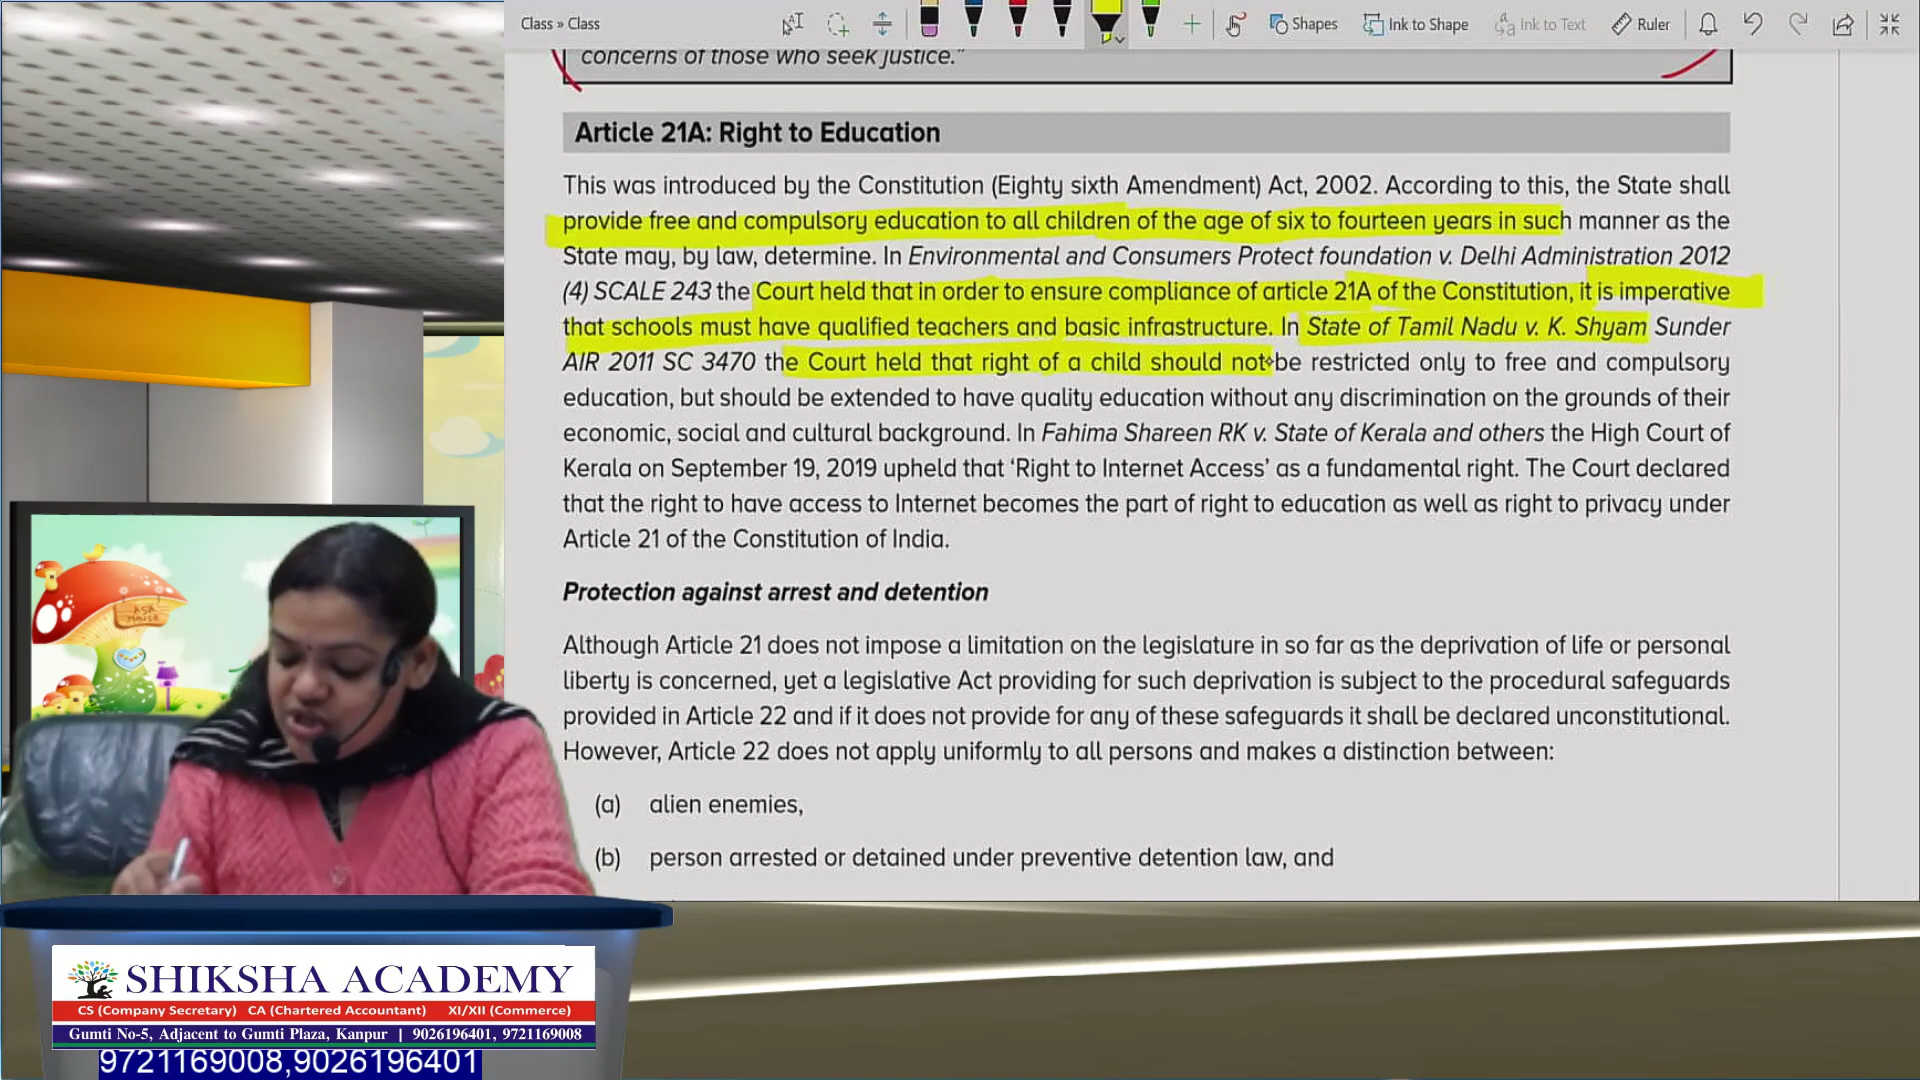 Class » Class
Shapes
Ink to Shape
Ink to Text
Ruler
concerns of those who seek justice."
Article 21A: Right to Education
This was introduced by the Constitution (Eighty sixth Amendment) Act, 2002. According to this, the State shall
provide free and compulsory education to all children of the age of six to fourteen years in such manner as the
State may, by law, determine. In Environmental and Consumers Protect foundation v. Delhi Administration 2012
(4) SCALE 243 the Court held that in order to ensure compliance of article 21A of the Constitution, it is imperative
that schools must have qualified teachers and basic infrastructure. In State of Tamil Nadu v. K. Shyam Sunder
AIR 2011 SC 3470 the Court held that right of a child should not be restricted only to free and compulsory
education, but should be extended to have quality education without any discrimination on the grounds of their
economic, social and cultural background. In Fahima Shareen RK v. State of Kerala and others the High Court of
Kerala on September 19, 2019 upheld that ‘Right to Internet Access’ as a fundamental right. The Court declared
that the right to have access to Internet becomes the part of right to education as well as right to privacy under
Article 21 of the Constitution of India.
Protection against arrest and detention
Although Article 21 does not impose a limitation on the legislature in so far as the deprivation of life or personal
liberty is concerned, yet a legislative Act providing for such deprivation is subject to the procedural safeguards
provided in Article 22 and if it does not provide for any of these safeguards it shall be declared unconstitutional.
However, Article 22 does not apply uniformly to all persons and makes a distinction between:
(a) alien enemies,
(b) person arrested or detained under preventive detention law, and
ASA
House
SHIKSHA ACADEMY
CS (Company Secretary) CA (Chartered Accountant) XI/XII (Commerce)
Gumti No-5, Adjacent to Gumti Plaza, Kanpur | 9026196401, 9721169008
9721169008,9026196401